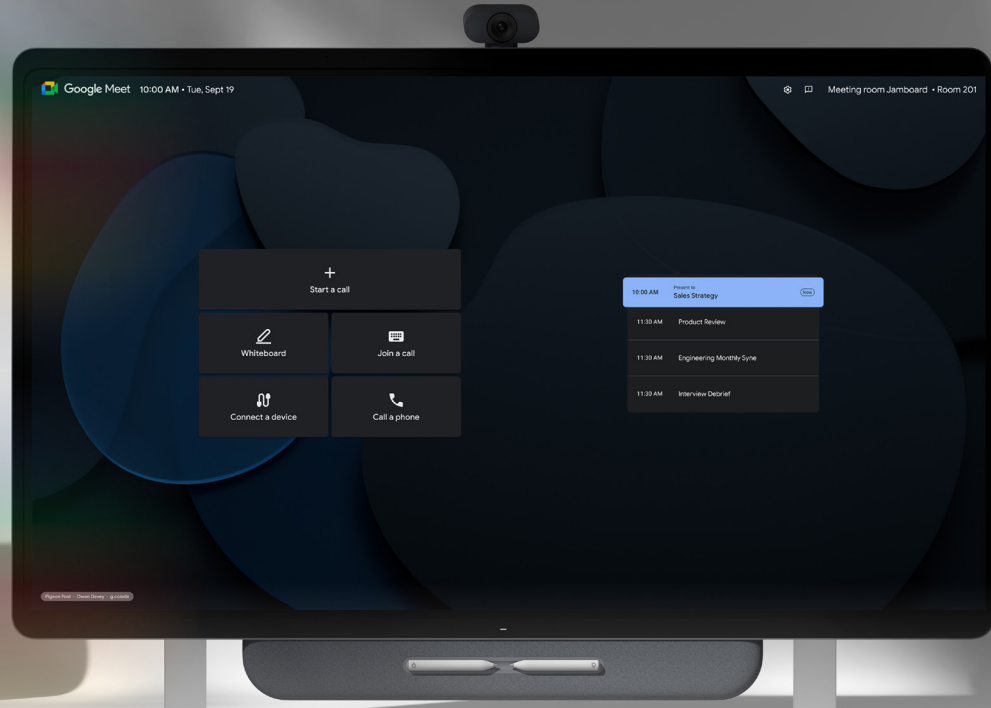 Google Meet 10:00 AM • Tue, Sept 19
Meeting room Jamboard • Room 201
Start a call
Whiteboard
Join a call
Connect a device
Call a phone
10:00 AM
Present to
Sales Strategy
Now
11:30 AM Product Review
11:30 AM Engineering Monthly Syne
11:30 AM Interview Debrief